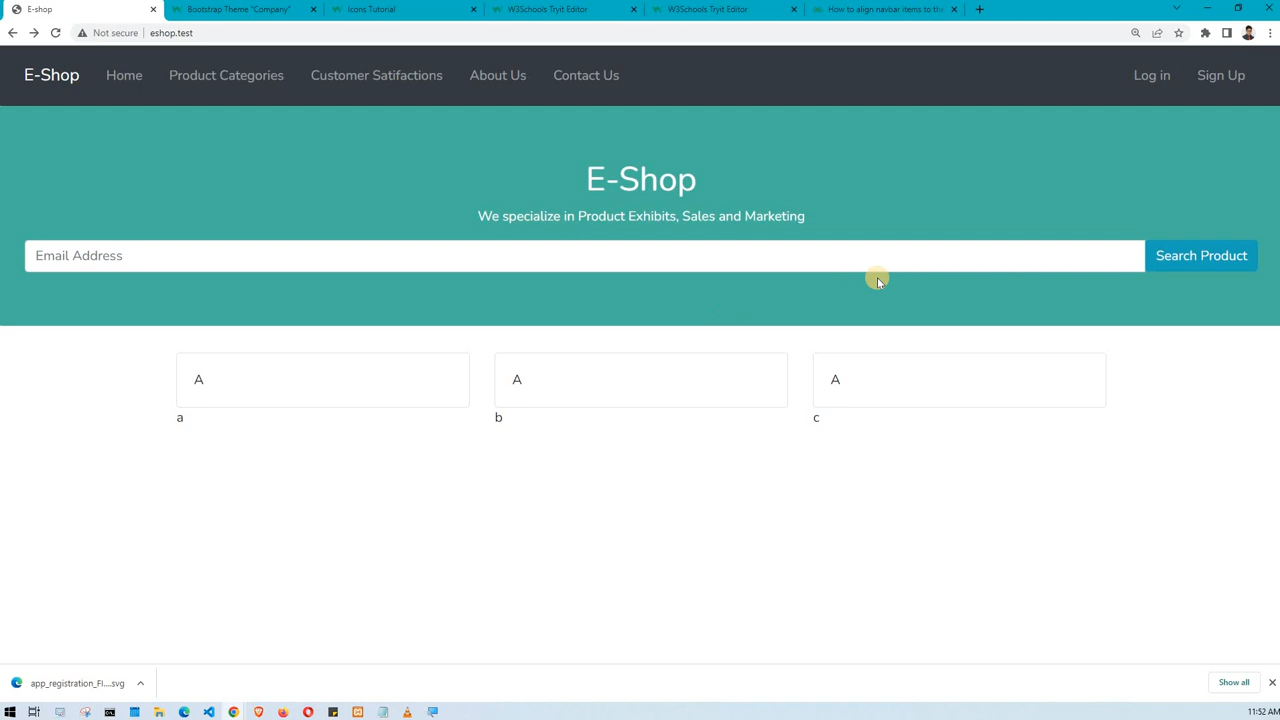 E-shop
Bootstrap Theme "Company"
Icons Tutorial
W3Schools Tryit Editor
W3Schools Tryit Editor
How to align navbar items to th
Not secure
eshop.test
E-Shop
Home
Product Categories
Customer Satifactions
About Us
Contact Us
Log in
Sign Up
E-Shop
We specialize in Product Exhibits, Sales and Marketing
Email Address
Search Product
A
A
A
a
b
c
app_registration_FI....svg
Show all
11:52 AM